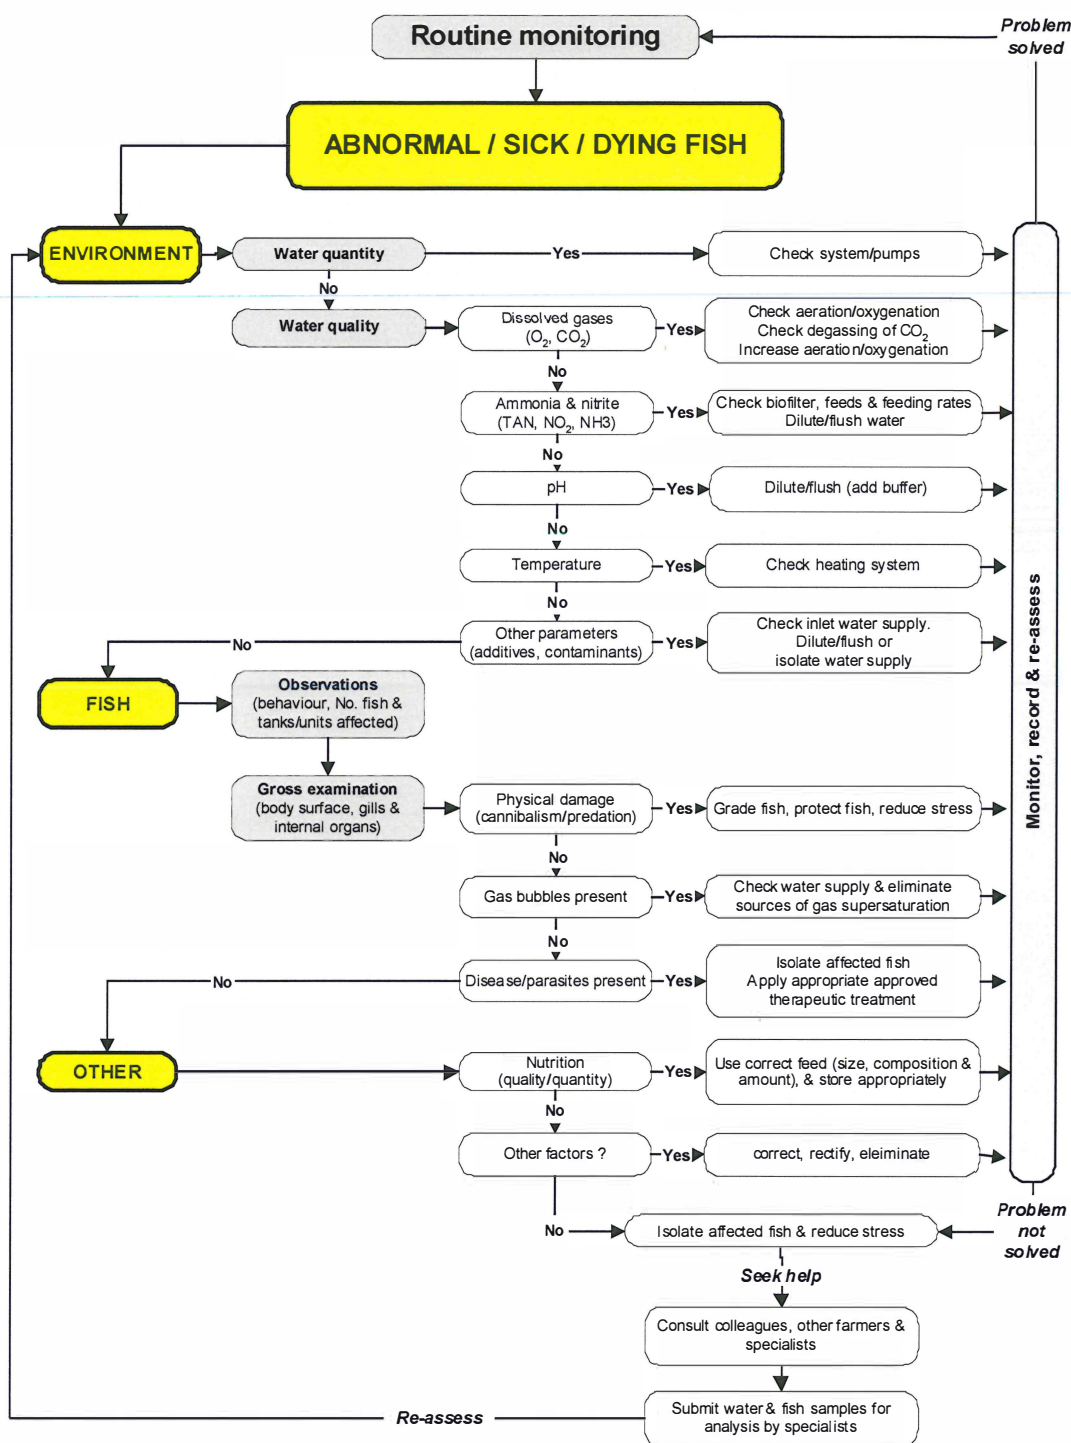 Routine monitoring
Problem
solved
ABNORMAL / SICK / DYING FISH
ENVIRONMENT
Water quantity
Yes
Check system/pumps
No
Water quality
Dissolved gases
(O₂, CO₂)
Yes
Check aeration/oxygenation
Check degassing of CO₂
Increase aeration/oxygenation
No
Ammonia & nitrite
(TAN, NO₂, NH3)
Yes
Check biofilter, feeds & feeding rates
Dilute/flush water
No
pH
Yes
Dilute/flush (add buffer)
No
Temperature
Yes
Check heating system
No
Other parameters
(additives, contaminants)
Yes
Check inlet water supply.
Dilute/flush or
isolate water supply
No
FISH
Observations
(behaviour, No. fish &
tanks/units affected)
Gross examination
(body surface, gills &
internal organs)
Physical damage
(cannibalism/predation)
Yes
Grade fish, protect fish, reduce stress
No
Gas bubbles present
Yes
Check water supply & eliminate
sources of gas supersaturation
No
Disease/parasites present
Yes
Isolate affected fish
Apply appropriate approved
therapeutic treatment
No
OTHER
Nutrition
(quality/quantity)
Yes
Use correct feed (size, composition &
amount), & store appropriately
No
Other factors ?
Yes
correct, rectify, eleiminate
Monitor, record & re-assess
No
Isolate affected fish & reduce stress
Problem
not
solved
Seek help
Consult colleagues, other farmers &
specialists
Submit water & fish samples for
analysis by specialists
Re-assess